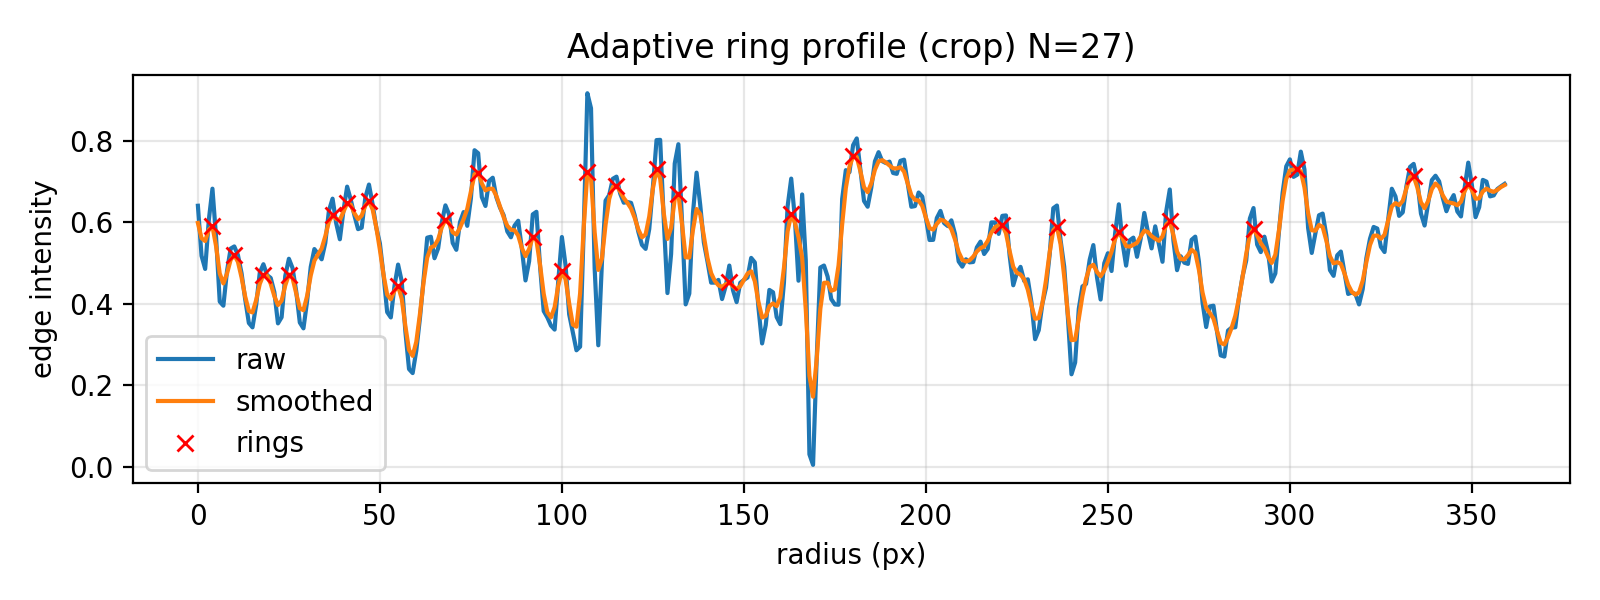 Adaptive ring profile (crop) N=27)
edge intensity
0.8
0.6
0.4
0.2
0.0
raw
smoothed
rings
0 50 100 150 200 250 300 350
radius (px)